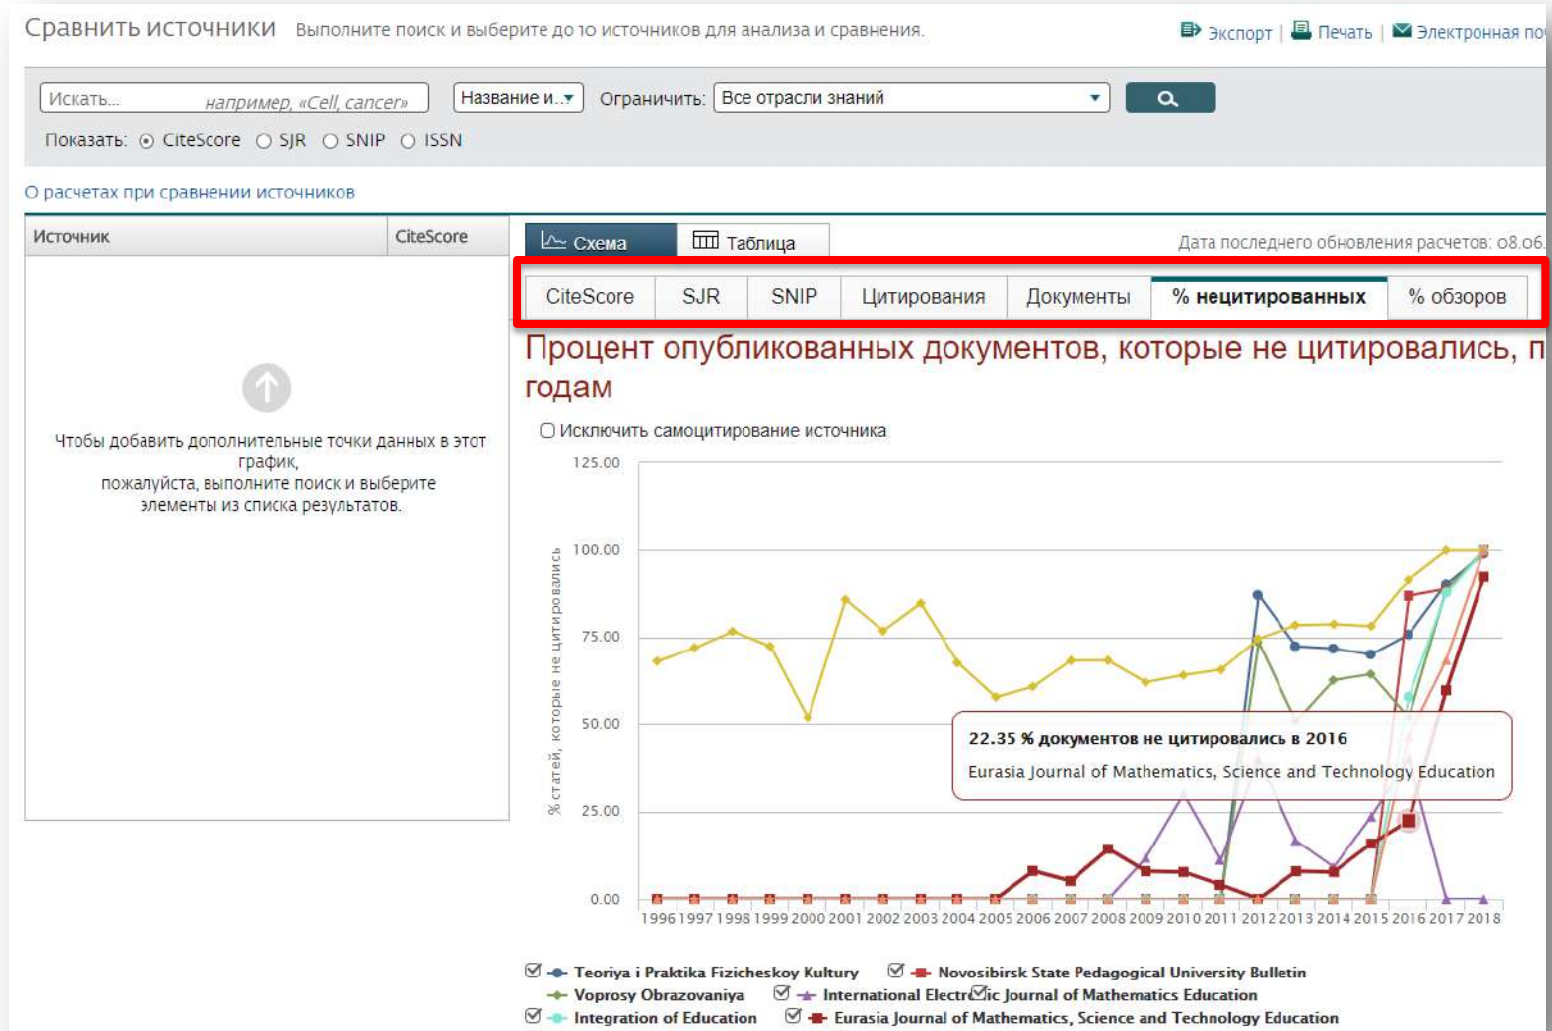 Сравнить источники Выполните поиск и выберите до 10 источников для анализа и сравнения.
Экспорт | Печать | Электронная по
Искать... например, «Cell, cancer» Название и... Ограничить: Все отрасли знаний
Показать: CiteScore SJR SNIP ISSN
О расчетах при сравнении источников
Источник CiteScore
Схема Таблица Дата последнего обновления расчетов: 08.06.
CiteScore SJR SNIP Цитирования Документы % нецитированных % обзоров
Процент опубликованных документов, которые не цитировались, п
годам
Чтобы добавить дополнительные точки данных в этот
график,
пожалуйста, выполните поиск и выберите
элементы из списка результатов.
Исключить самоцитирование источника
% статей, которые не цитировались
125.00
100.00
75.00
50.00
25.00
0.00
22.35 % документов не цитировались в 2016
Eurasia Journal of Mathematics, Science and Technology Education
1996 1997 1998 1999 2000 2001 2002 2003 2004 2005 2006 2007 2008 2009 2010 2011 2012 2013 2014 2015 2016 2017 2018
Teoriya i Praktika Fizicheskoy Kultury Novosibirsk State Pedagogical University Bulletin
Voprosy Obrazovaniya International Electronic Journal of Mathematics Education
Integration of Education Eurasia Journal of Mathematics, Science and Technology Education